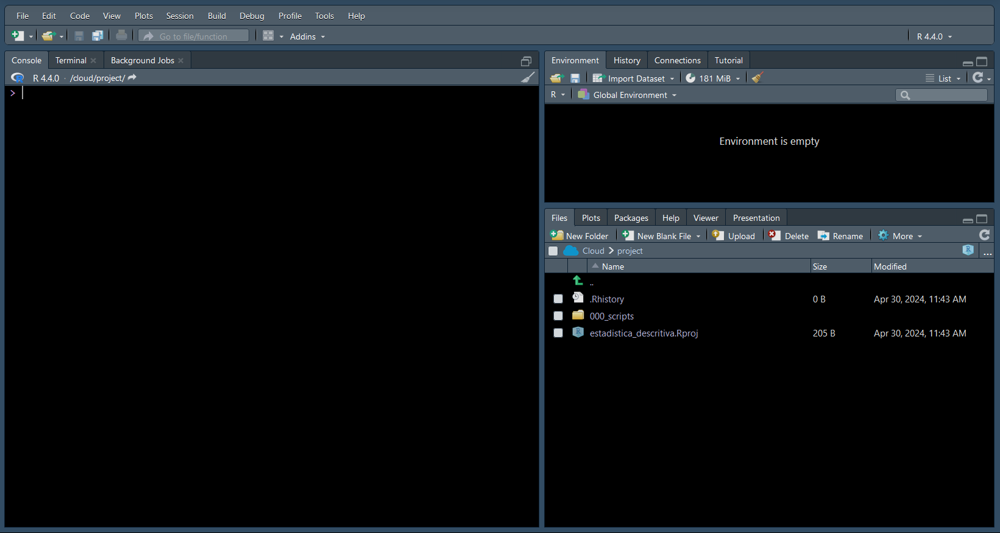 File Edit Code View Plots Session Build Debug Profile Tools Help
Go to file/function Addins R 4.4.0
Console Terminal Background Jobs
R 4.4.0 · /cloud/project/
>
Environment History Connections Tutorial
Import Dataset 181 MiB List
R Global Environment
Environment is empty
Files Plots Packages Help Viewer Presentation
New Folder New Blank File Upload Delete Rename More
Cloud project ...
Name Size Modified
..
.Rhistory 0 B Apr 30, 2024, 11:43 AM
000_scripts
estadistica_descritiva.Rproj 205 B Apr 30, 2024, 11:43 AM